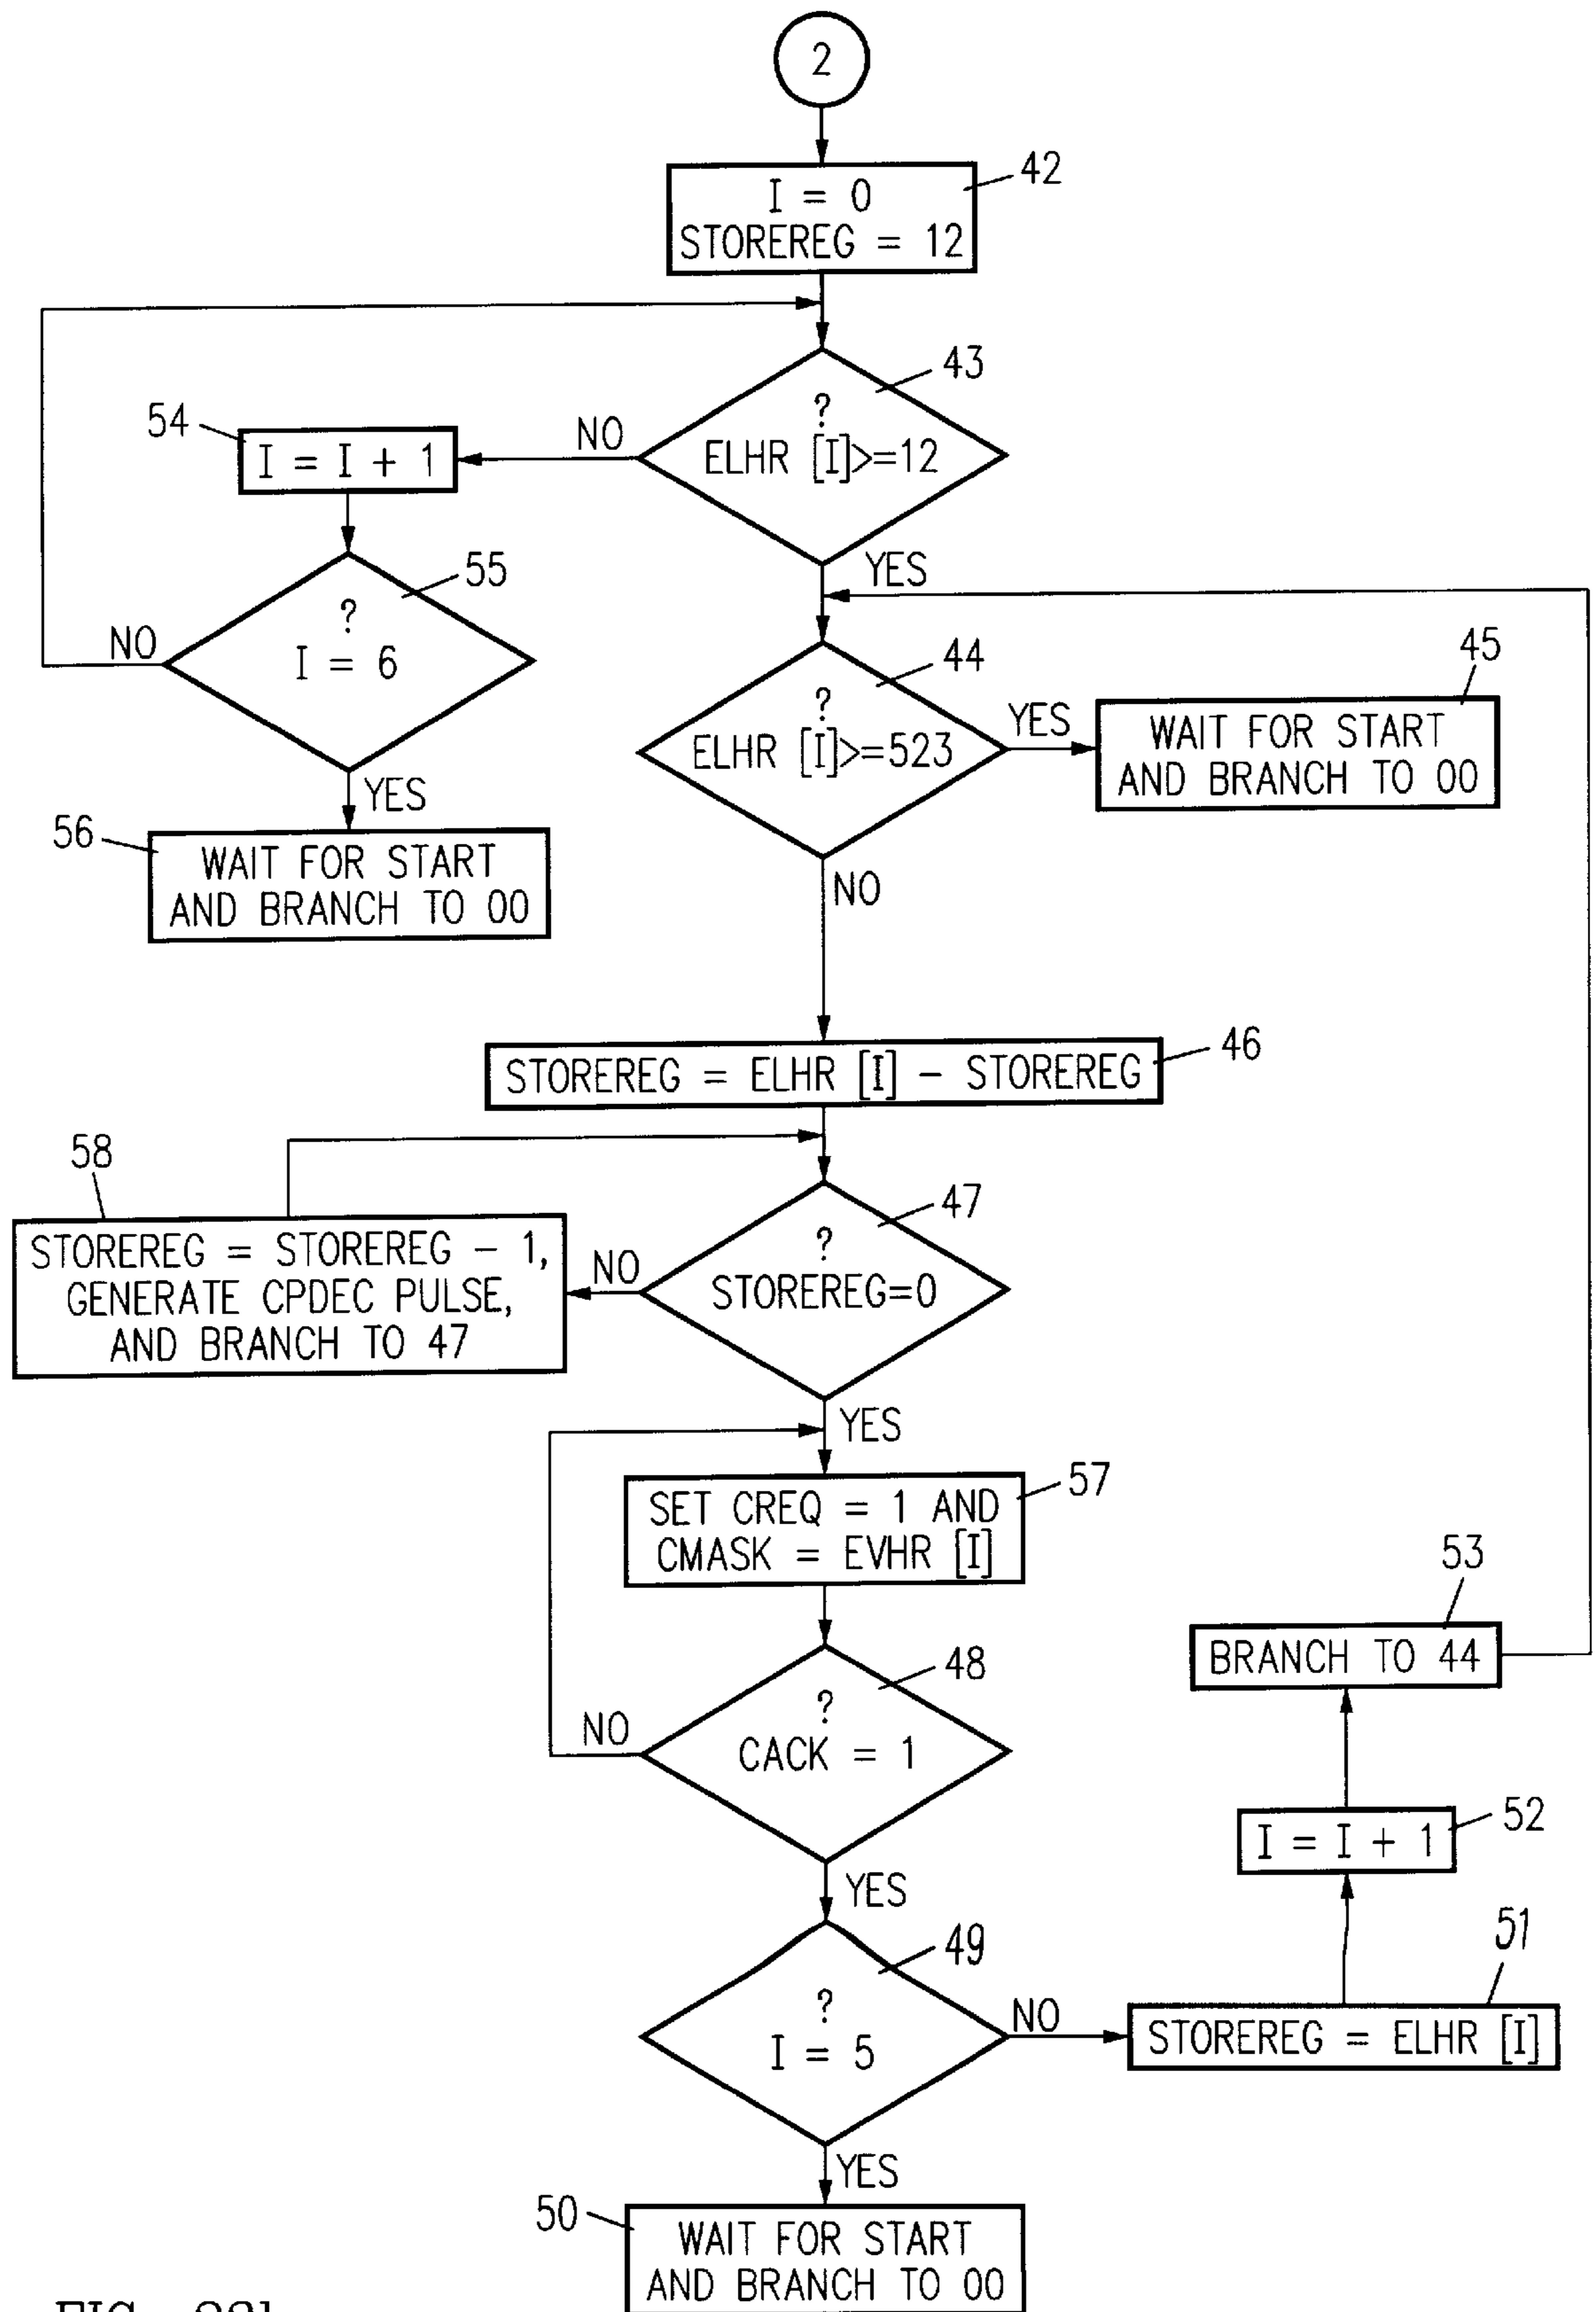 2
42
I = 0
STOREREG = 12
43
?
ELHR [I]>=12
NO
54
I = I + 1
YES
55
?
I = 6
NO
YES
56
WAIT FOR START
AND BRANCH TO 00
44
?
ELHR [I]>=523
YES
45
WAIT FOR START
AND BRANCH TO 00
NO
46
STOREREG = ELHR [I] - STOREREG
58
STOREREG = STOREREG - 1,
GENERATE CPDEC PULSE,
AND BRANCH TO 47
NO
47
?
STOREREG=0
YES
57
SET CREQ = 1 AND
CMASK = EVHR [I]
48
?
CACK = 1
NO
YES
53
BRANCH TO 44
52
I = I + 1
49
?
I = 5
NO
51
STOREREG = ELHR [I]
YES
50
WAIT FOR START
AND BRANCH TO 00